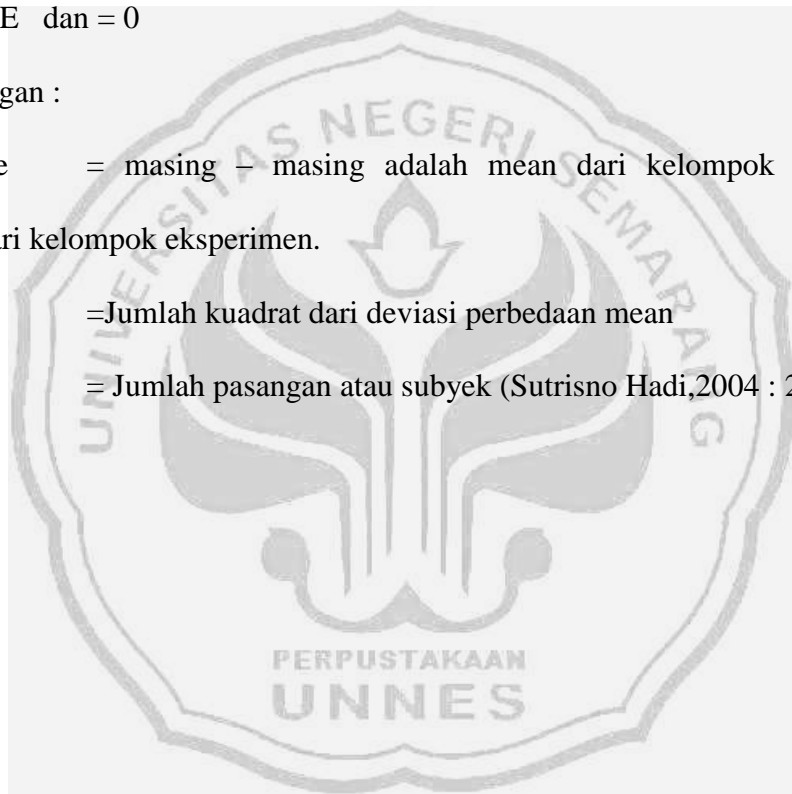 E dan = 0
gan :
e = masing – masing adalah mean dari kelompok
ari kelompok eksperimen.
=Jumlah kuadrat dari deviasi perbedaan mean
= Jumlah pasangan atau subyek (Sutrisno Hadi,2004 : 2
UNIVERSITAS NEGERI SEMARANG
PERPUSTAKAAN
UNNES